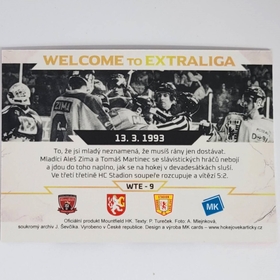 WELCOME TO EXTRALIGA
ZIMA
13. 3. 1993
To, že jsi mladý neznamená, že musíš rány jen dostávat.
Mladíci Aleš Zima a Tomáš Martinec se slávistických hráčů nebojí
a jdou do toho naplno, jak se na hokej v devadesátkách sluší.
Ve třetí třetině HC Stadion soupeře rozcupuje a vítězí 5:2.
WTE - 9
MK
Oficiální produkt Mountfield HK. Texty: P. Tureček. Foto: A. Mlejnková,
soukromý archiv J. Ševčíka. Vyrobeno v České republice. Design a výroba MK cards - www.hokejovekarticky.cz